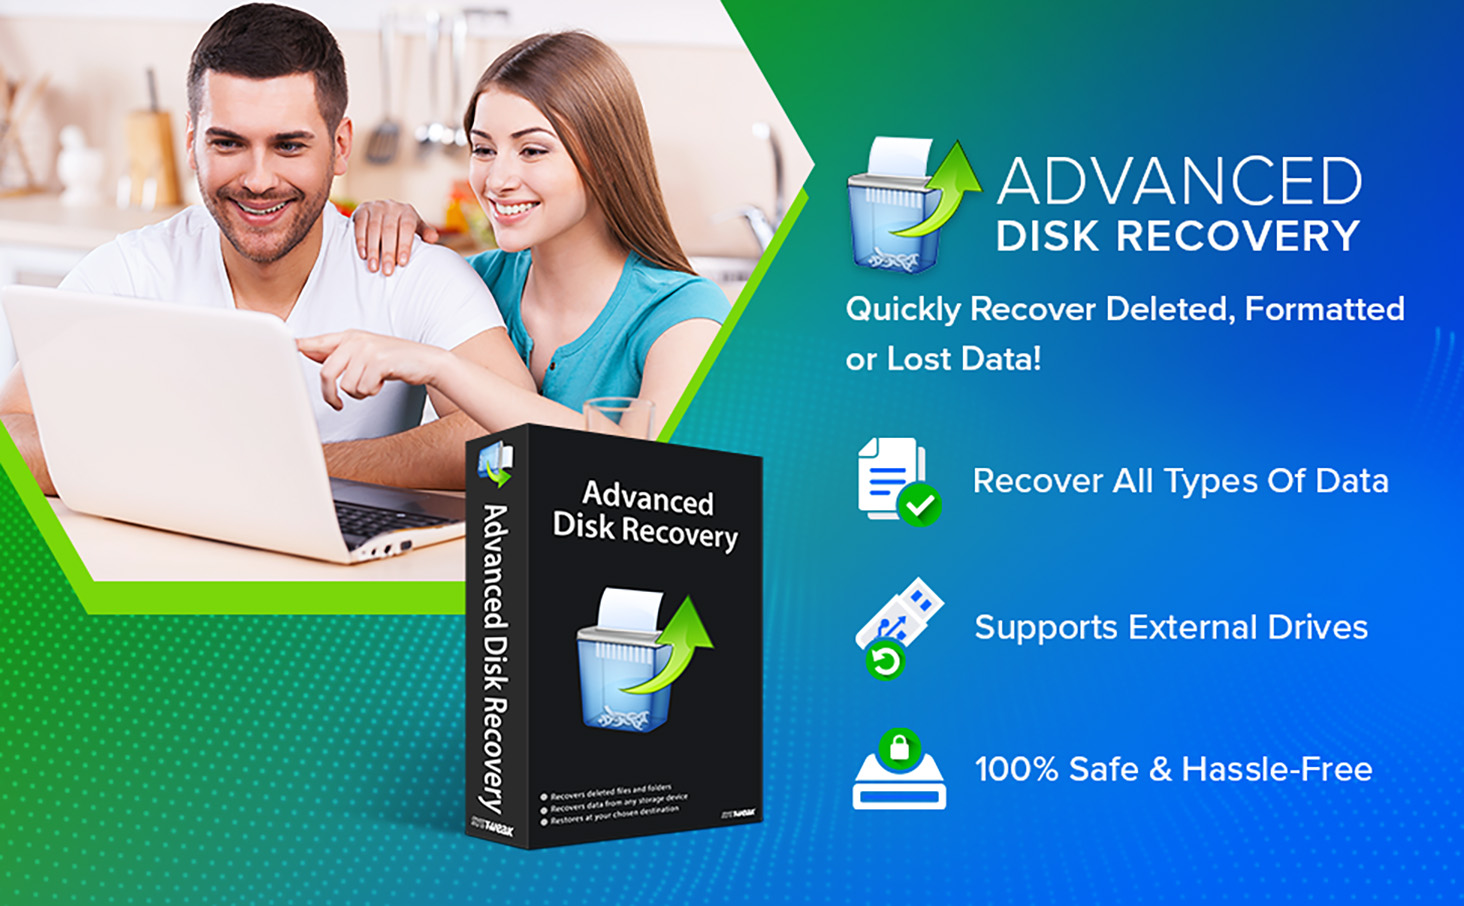 ADVANCED
DISK RECOVERY
Quickly Recover Deleted, Formatted
or Lost Data!
Recover All Types Of Data
Supports External Drives
100% Safe & Hassle-Free
Advanced Disk Recovery
Advanced
Disk Recovery
Recovers deleted files and folders
Recovers data from any storage device
Restores at your chosen destination
TWEAK
TWEAK